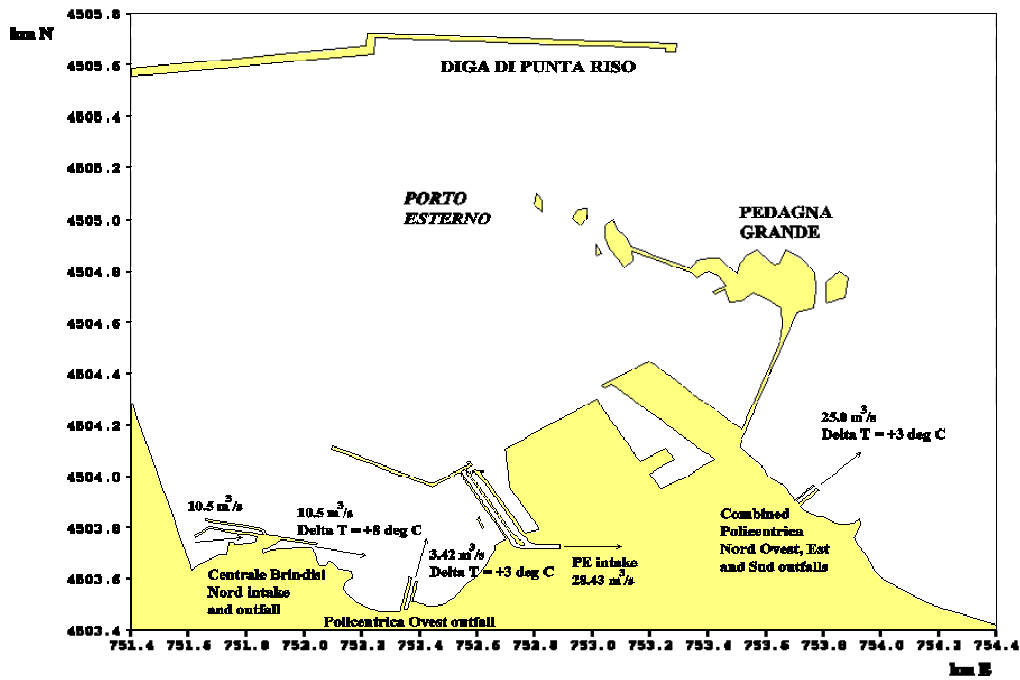 km N
4505.8
4505.6
4505.4
4505.2
4505.0
4504.8
4504.6
4504.4
4504.2
4504.0
4503.8
4503.6
4503.4
DIGA DI PUNTA RISO
PORTO
ESTERNO
PEDAGNA
GRANDE
25.0 m3/s
Delta T = +3 deg C
10.5 m3/s
10.5 m3/s
Delta T = +8 deg C
3.42 m3/s
Delta T = +3 deg C
PE intake
28.43 m3/s
Combined
Policentrica
Nord Ovest, Est
and Sud outfalls
Centrale Brindisi
Nord intake
and outfall
Policentrica Ovest outfall
751.4 751.6 751.8 752.0 752.2 752.4 752.6 752.8 753.0 753.2 753.4 753.6 753.8 754.0 754.2 754.4
km E